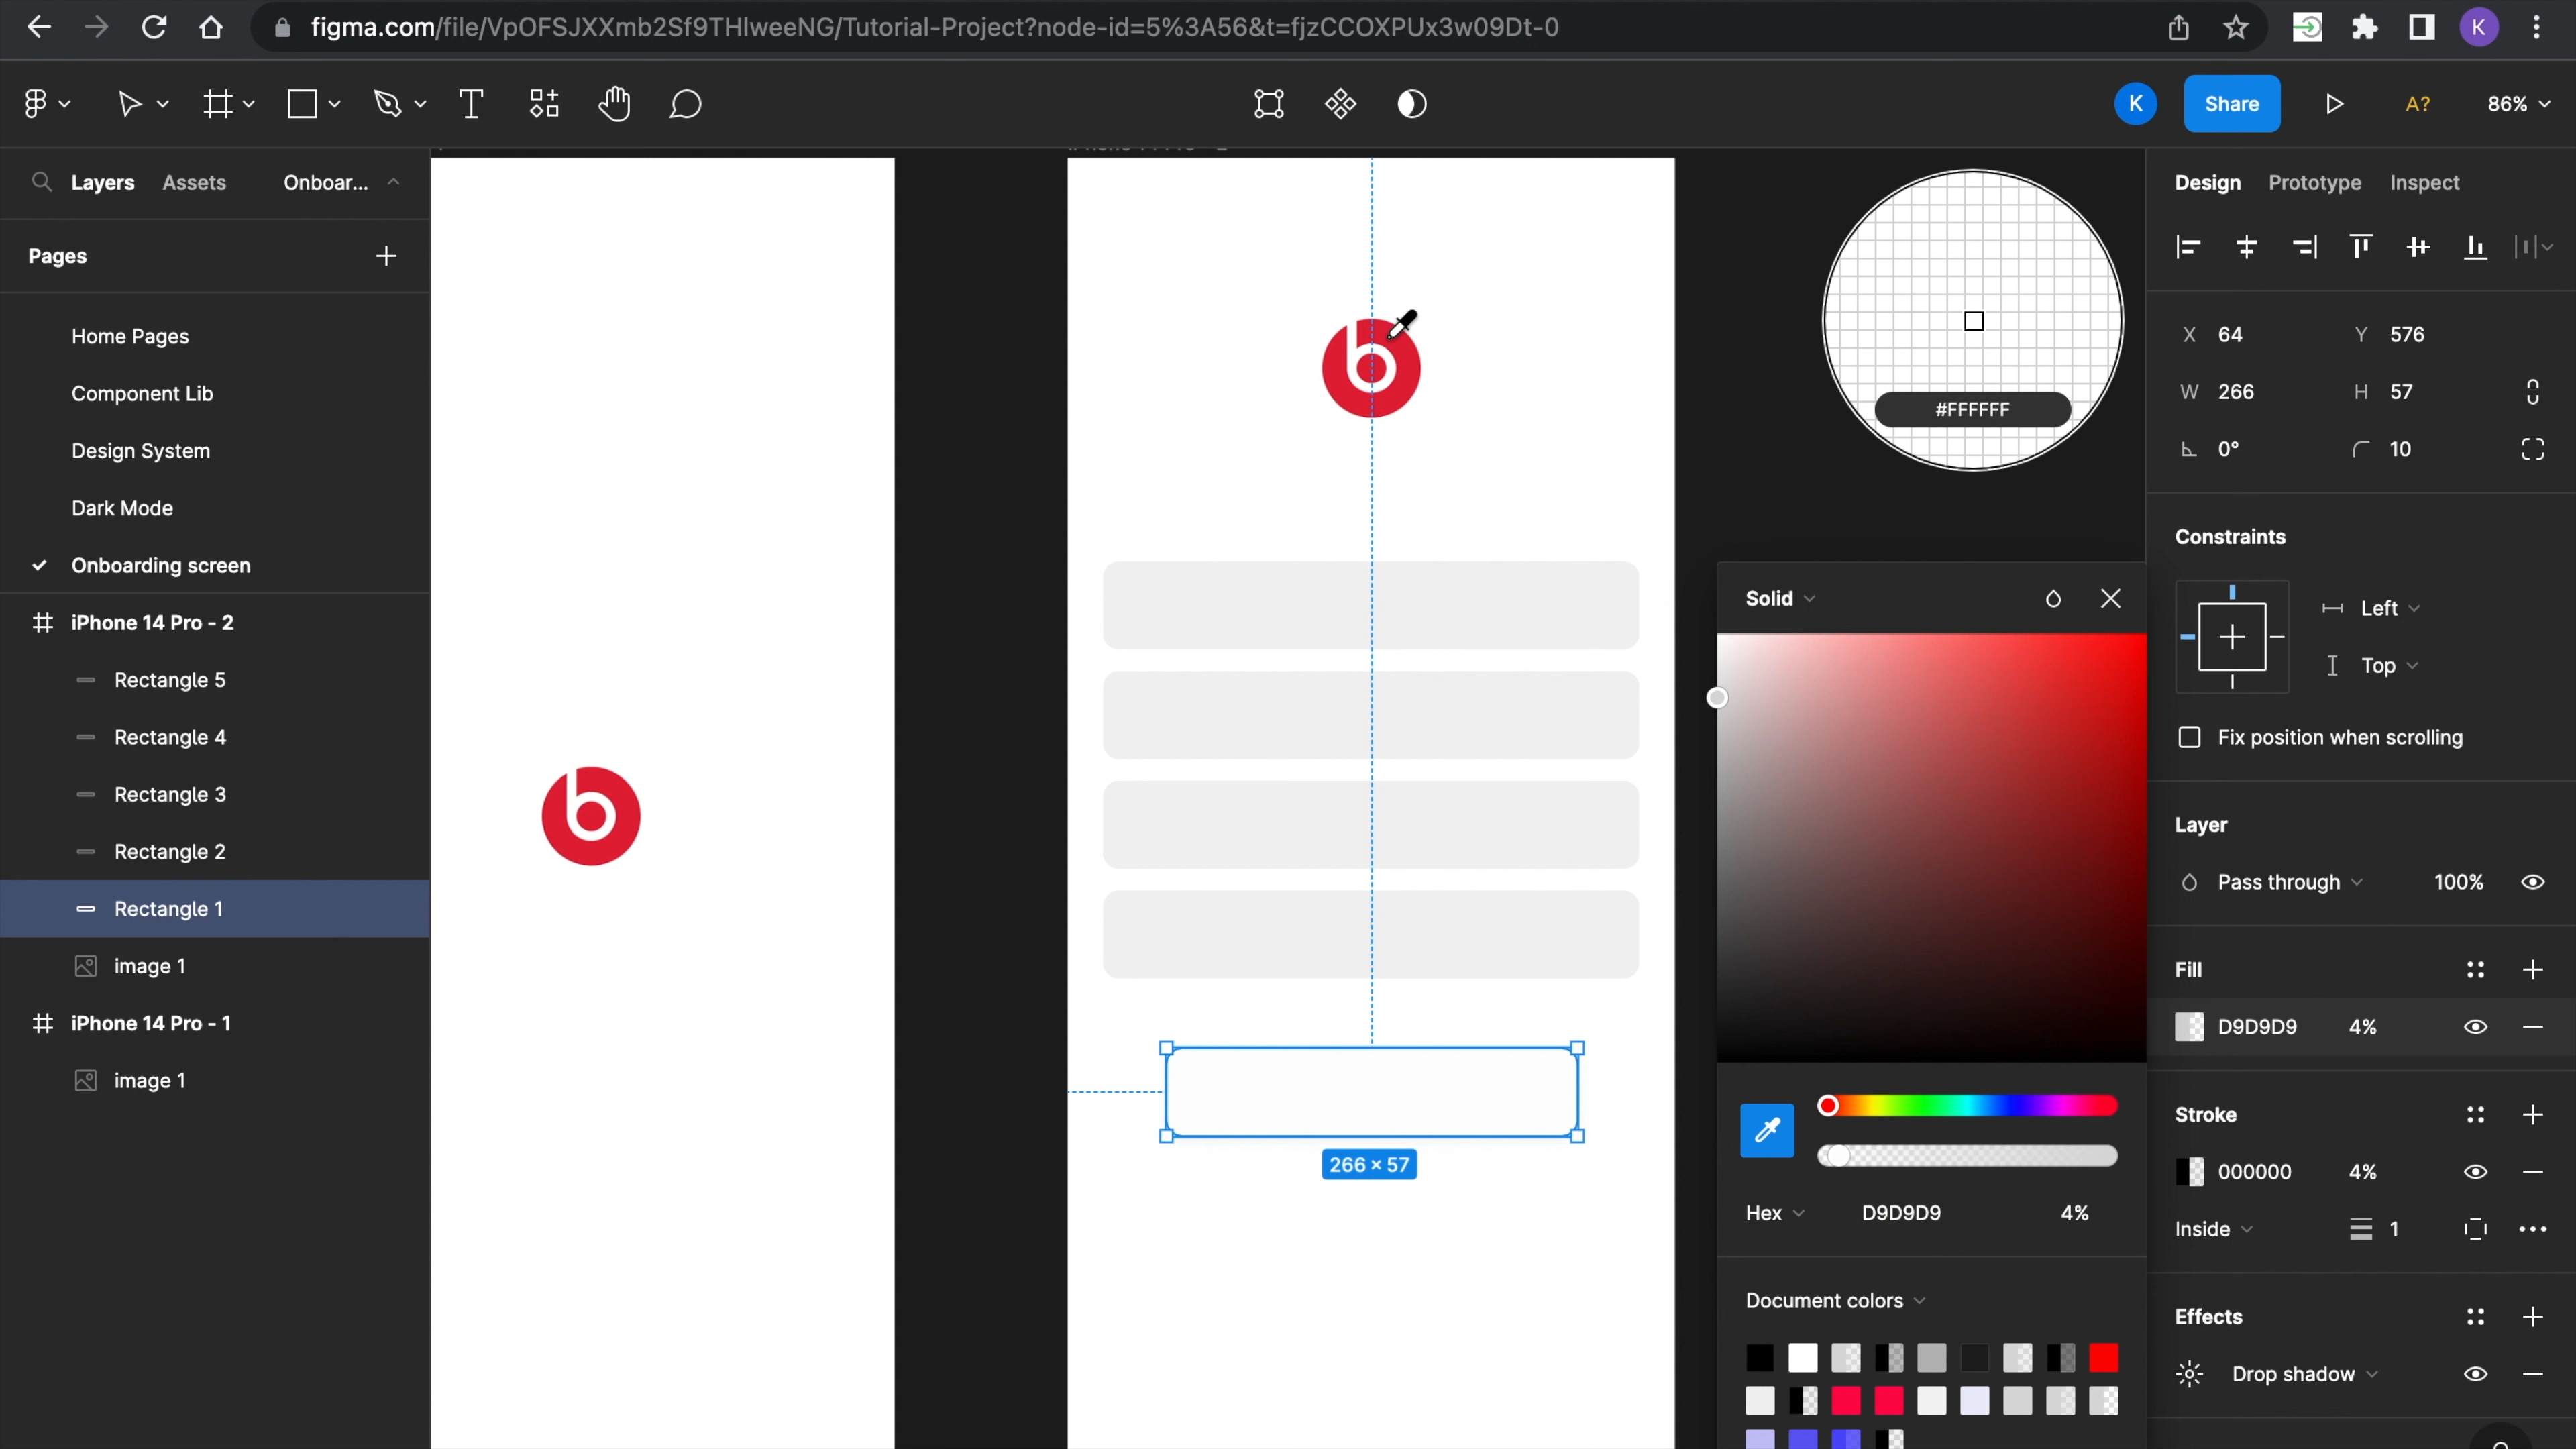 figma.com/file/VpOFSJXXmb2Sf9THlweeNG/Tutorial-Project?node-id=5%3A56&t=fjzCCOXPUx3w09Dt-0
K
T
K
Share
A?
86%
Layers
Assets
Onboar...
Pages
Home Pages
Component Lib
Design System
Dark Mode
Onboarding screen
iPhone 14 Pro - 2
Rectangle 5
Rectangle 4
Rectangle 3
Rectangle 2
Rectangle 1
image 1
iPhone 14 Pro - 1
image 1
b
b
266 × 57
#FFFFFF
Solid
Hex
D9D9D9
4%
Document colors
Design
Prototype
Inspect
X 64
Y 576
W 266
H 57
0°
10
Constraints
Left
Top
Fix position when scrolling
Layer
Pass through
100%
Fill
D9D9D9
4%
Stroke
000000
4%
Inside
1
Effects
Drop shadow